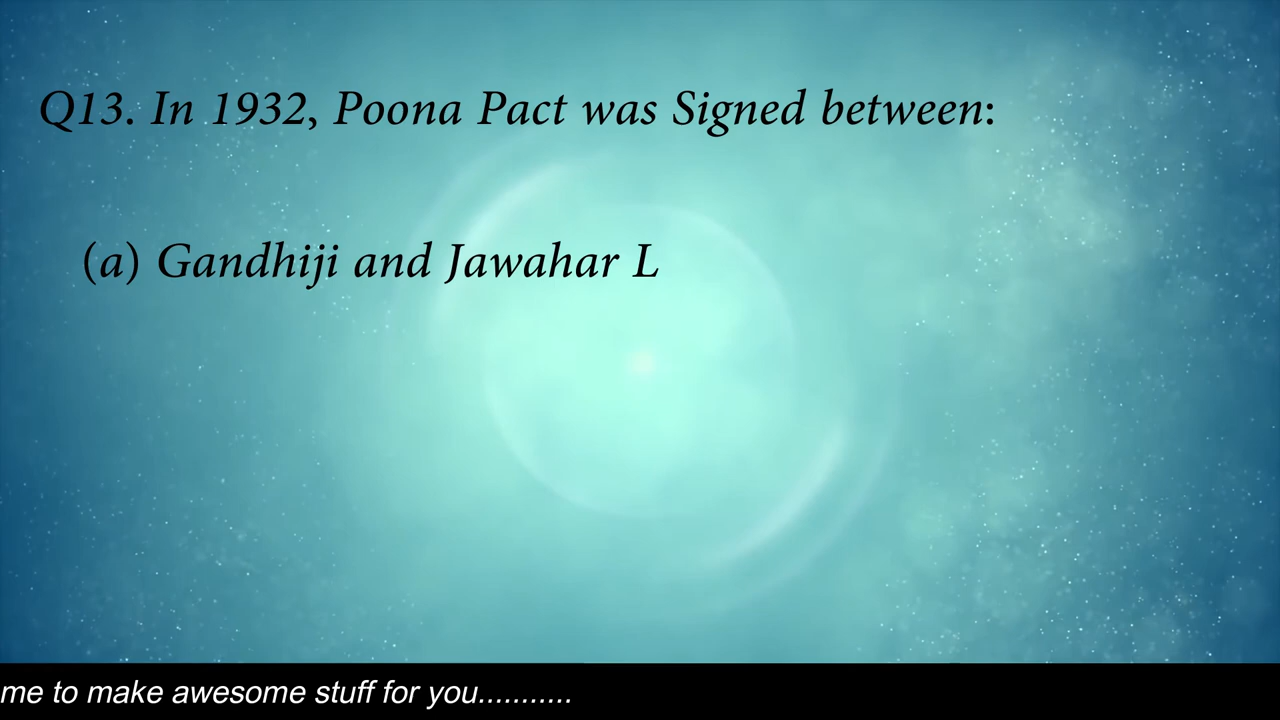 Q13. In 1932, Poona Pact was Signed between:
(a) Gandhiji and Jawahar L
me to make awesome stuff for you...........